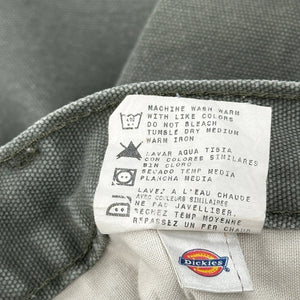 MACHINE WASH WARM
WITH LIKE COLORS
DO NOT BLEACH
TUMBLE DRY MEDIUM
WARM IRON
LAVAR AGUA TIBIA
CON COLORES SIMILARES
SIN CLORO
SECADO TEMP MEDIA
PLANCHA MEDIA
LAVEZ A L'EAU CHAUDE
AVEC COULEURS SIMILAIRES
NE PAS JAVELLISER.
SECHEZ TEMP MOYENNE
REPASSEZ UN FER CHAUD
Dickies